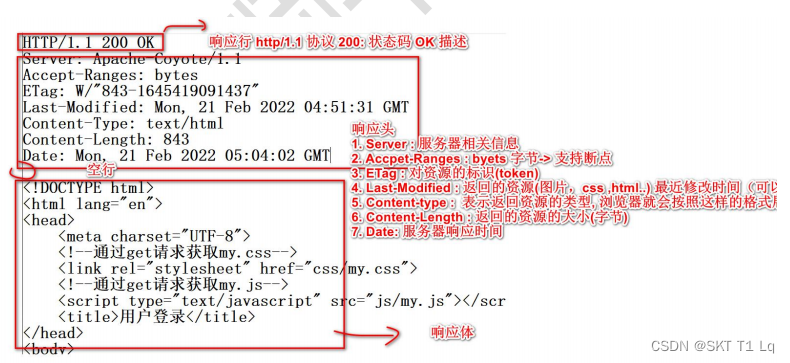 HTTP/1.1 200 OK
响应行 http/1.1 协议 200: 状态码 OK 描述
Server: Apache-Coyote/1.1
Accept-Ranges: bytes
ETag: W/"843-1645419091437"
Last-Modified: Mon, 21 Feb 2022 04:51:31 GMT
Content-Type: text/html
Content-Length: 843
Date: Mon, 21 Feb 2022 05:04:02 GMT
响应头
1. Server : 服务器相关信息
2. Accpet-Ranges : byets 字节-> 支持断点
3. ETag : 对资源的标识(token)
4. Last-Modified : 返回的资源(图片，css ,html..) 最近修改时间（可以
5. Content-type : 表示返回资源的类型, 浏览器就会按照这样的格式
6. Content-Length : 返回的资源的大小(字节)
7. Date: 服务器响应时间
空行
<!DOCTYPE html>
<html lang="en">
<head>
<meta charset="UTF-8">
<!--通过get请求获取my.css-->
<link rel="stylesheet" href="css/my.css">
<!--通过get请求获取my.js-->
<script type="text/javascript" src="js/my.js"></scr
<title>用户登录</title>
</head>
<body>
响应体
CSDN @SKT T1 Lq